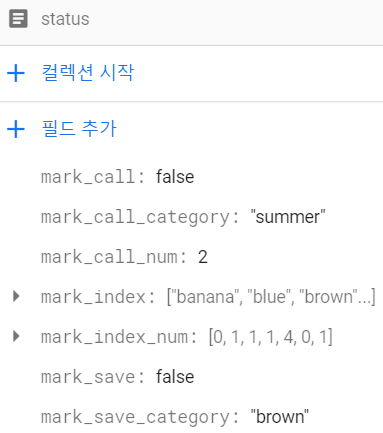 status
컬렉션 시작
필드 추가
mark_call: false
mark_call_category: "summer"
mark_call_num: 2
mark_index: ["banana", "blue", "brown"...]
mark_index_num: [0, 1, 1, 1, 4, 0, 1]
mark_save: false
mark_save_category: "brown"